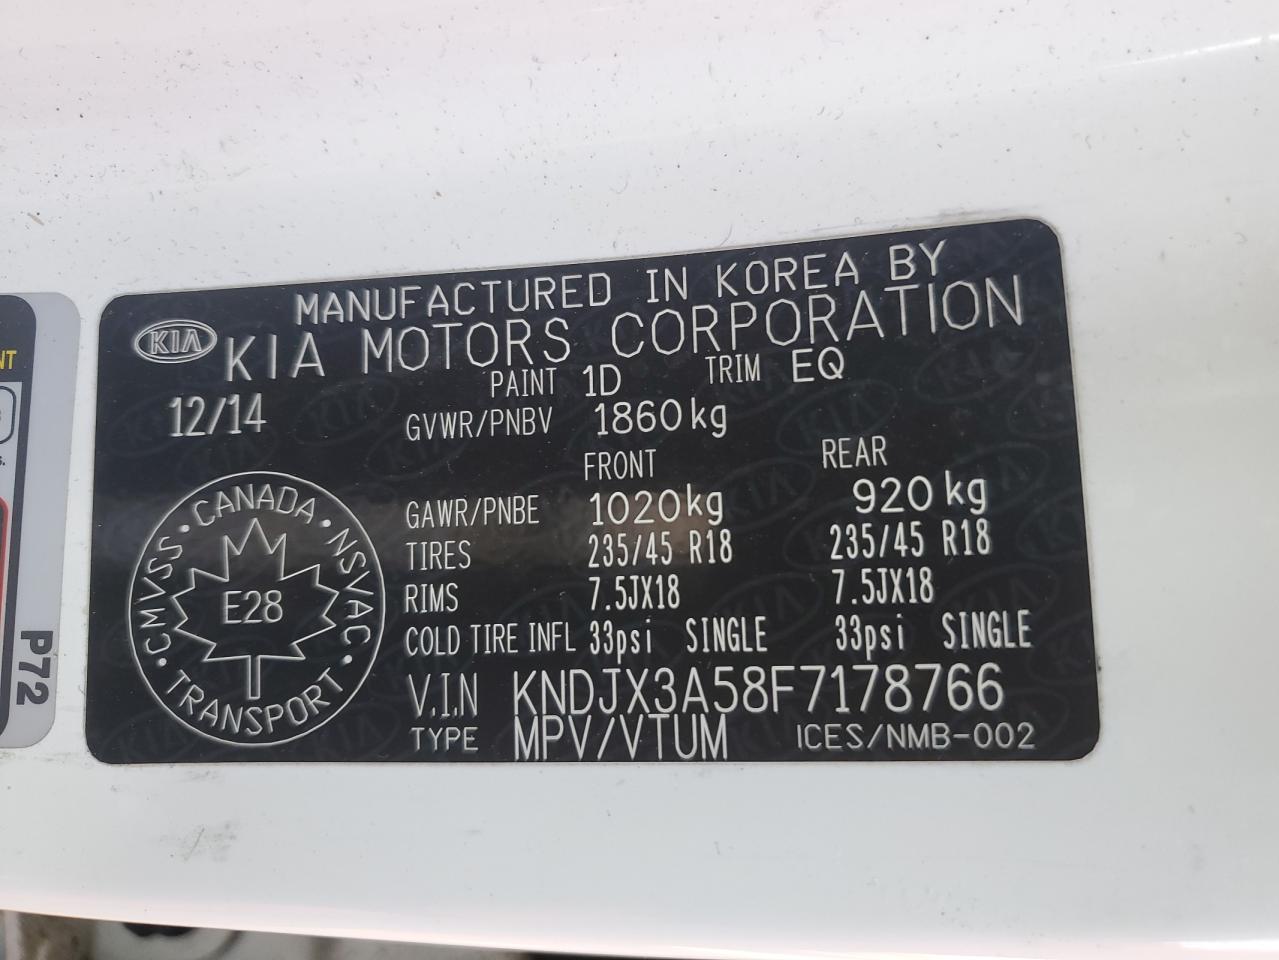 MANUFACTURED IN KOREA BY
KIA
KIA MOTORS CORPORATION
PAINT 1D TRIM EQ
12/14 GVWR/PNBV 1860kg
FRONT REAR
GAWR/PNBE 1020kg 920kg
TIRES 235/45 R18 235/45 R18
RIMS 7.5JX18 7.5JX18
COLD TIRE INFL 33psi SINGLE 33psi SINGLE
V.I.N KNDJX3A58F7178766
TYPE MPV/VTUM ICES/NMB-002
CANADA · NSVAC · TRANSPORT · CMVSS ·
E28
NT
P72